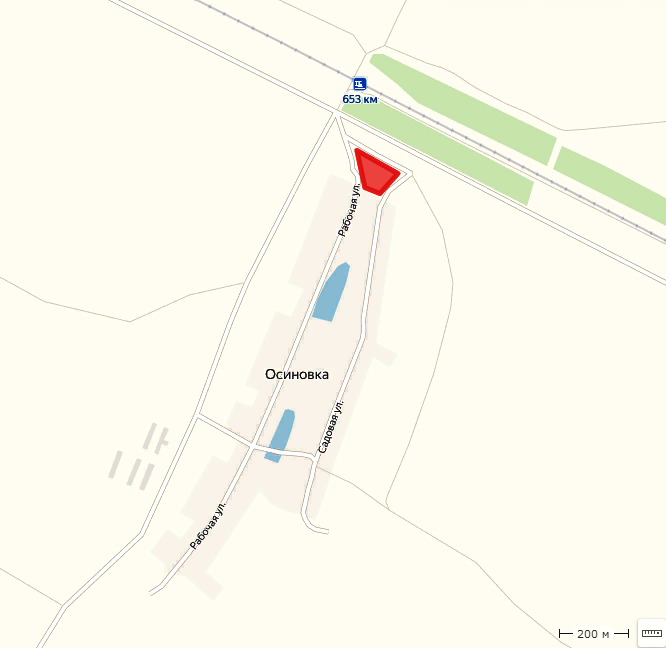 653 км
Рабочая ул.
Осиновка
Садовая ул.
Рабочая ул.
200 м